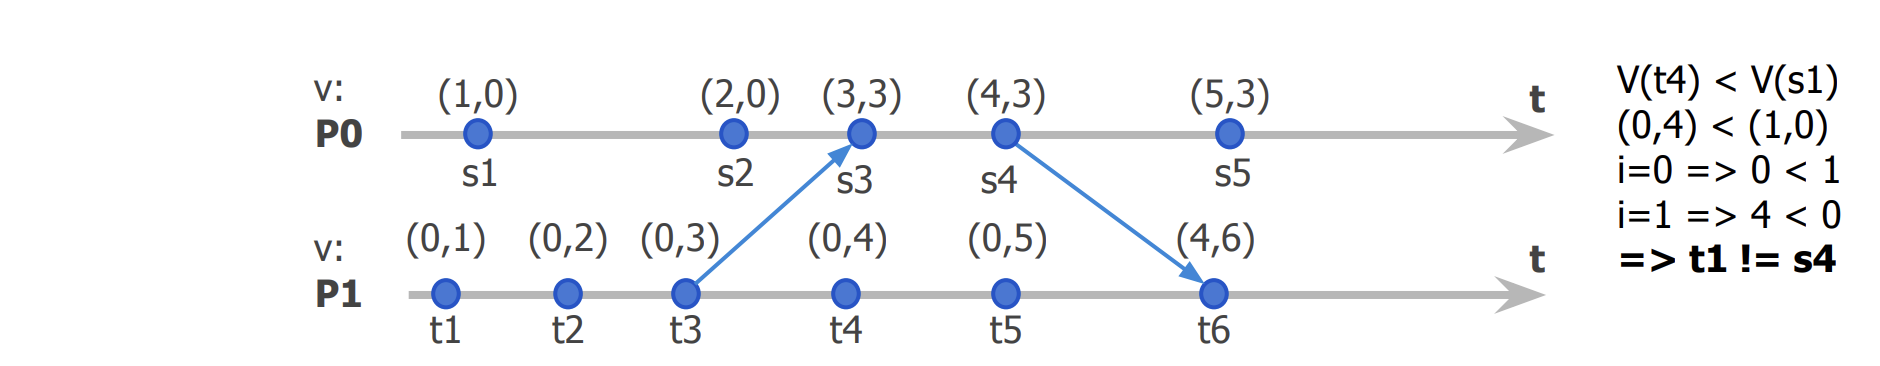 v: (1,0) (2,0) (3,3) (4,3) (5,3) t
P0
s1 s2 s3 s4 s5
v: (0,1) (0,2) (0,3) (0,4) (0,5) (4,6) t
P1
t1 t2 t3 t4 t5 t6
V(t4) < V(s1)
(0,4) < (1,0)
i=0 => 0 < 1
i=1 => 4 < 0
=> t1 != s4